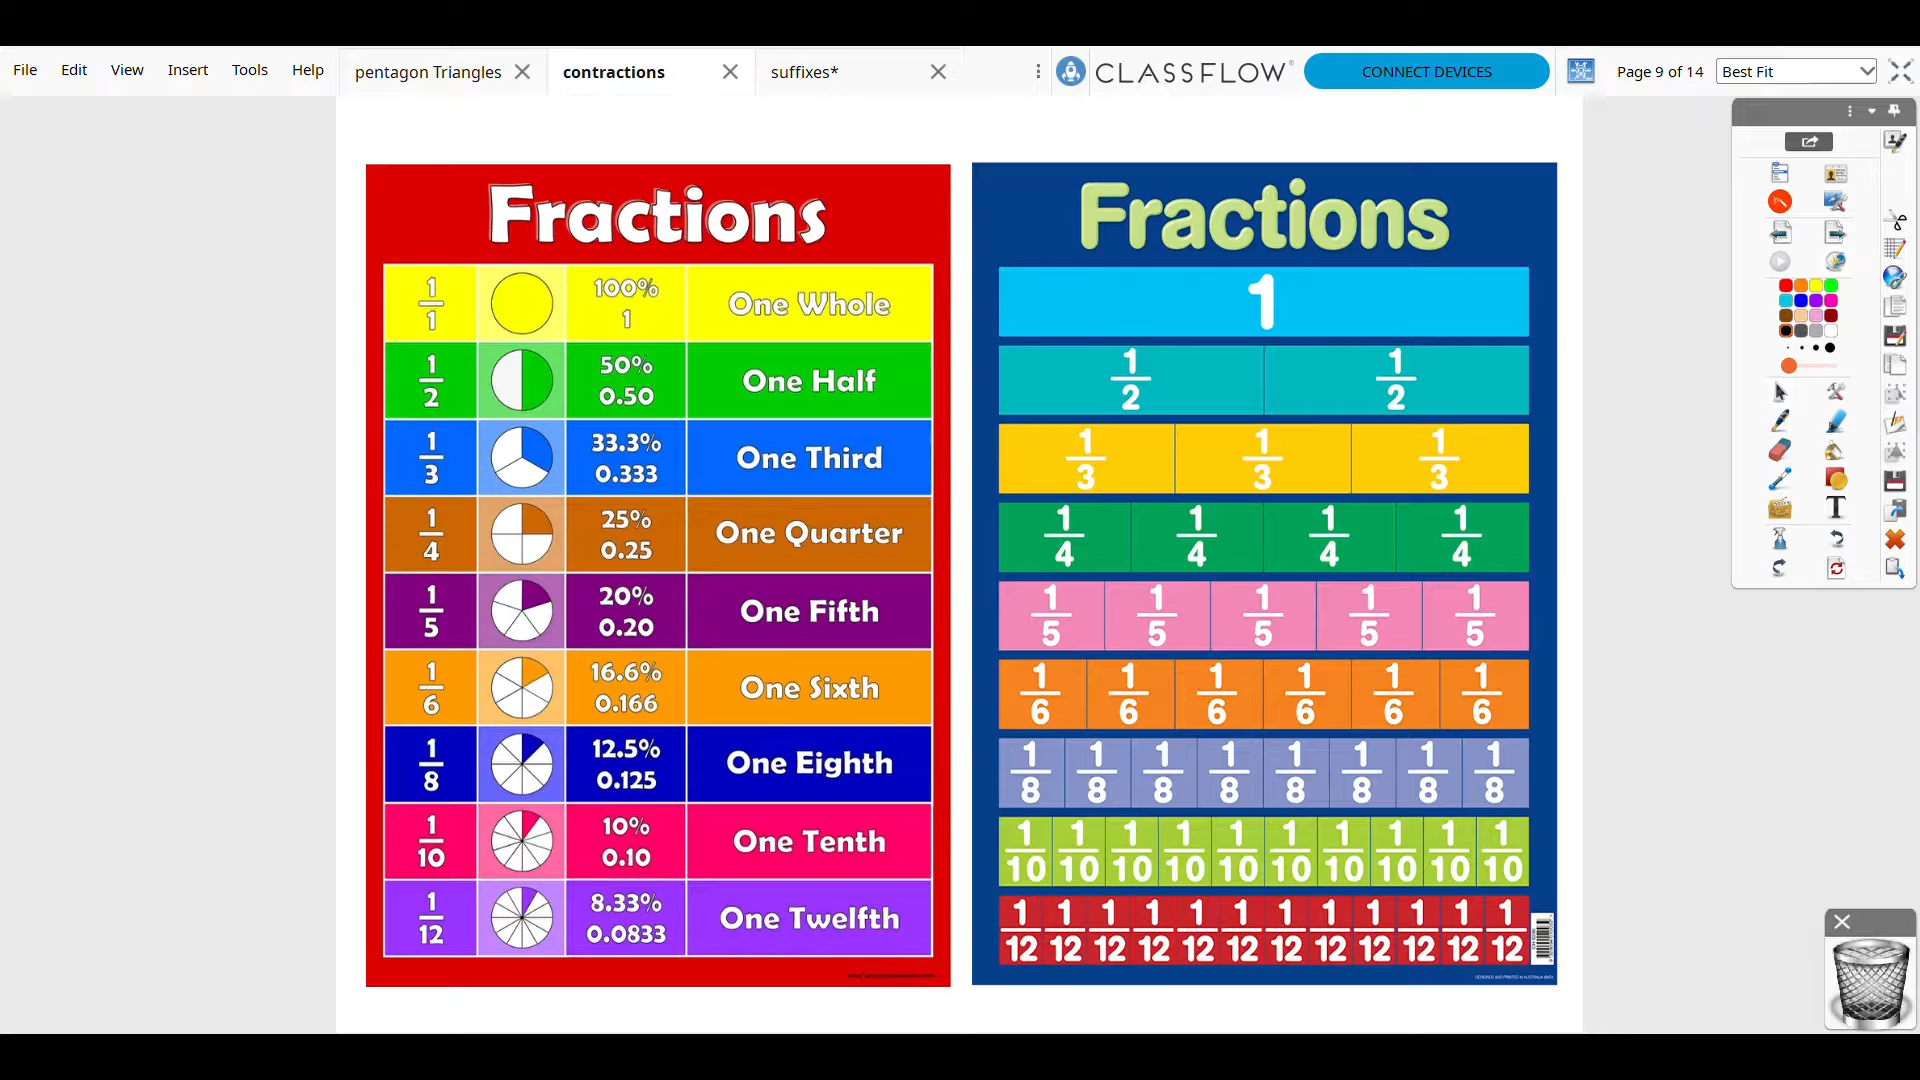 File Edit View Insert Tools Help
pentagon Triangles
contractions
suffixes*
CLASSFLOW
CONNECT DEVICES
Page 9 of 14
Best Fit
Fractions
1/1 100% 1 One Whole
1/2 50% 0.50 One Half
1/3 33.3% 0.333 One Third
1/4 25% 0.25 One Quarter
1/5 20% 0.20 One Fifth
1/6 16.6% 0.166 One Sixth
1/8 12.5% 0.125 One Eighth
1/10 10% 0.10 One Tenth
1/12 8.33% 0.0833 One Twelfth
Fractions
1
1/2 1/2
1/3 1/3 1/3
1/4 1/4 1/4 1/4
1/5 1/5 1/5 1/5 1/5
1/6 1/6 1/6 1/6 1/6 1/6
1/8 1/8 1/8 1/8 1/8 1/8 1/8 1/8
1/10 1/10 1/10 1/10 1/10 1/10 1/10 1/10 1/10 1/10
1/12 1/12 1/12 1/12 1/12 1/12 1/12 1/12 1/12 1/12 1/12 1/12
T